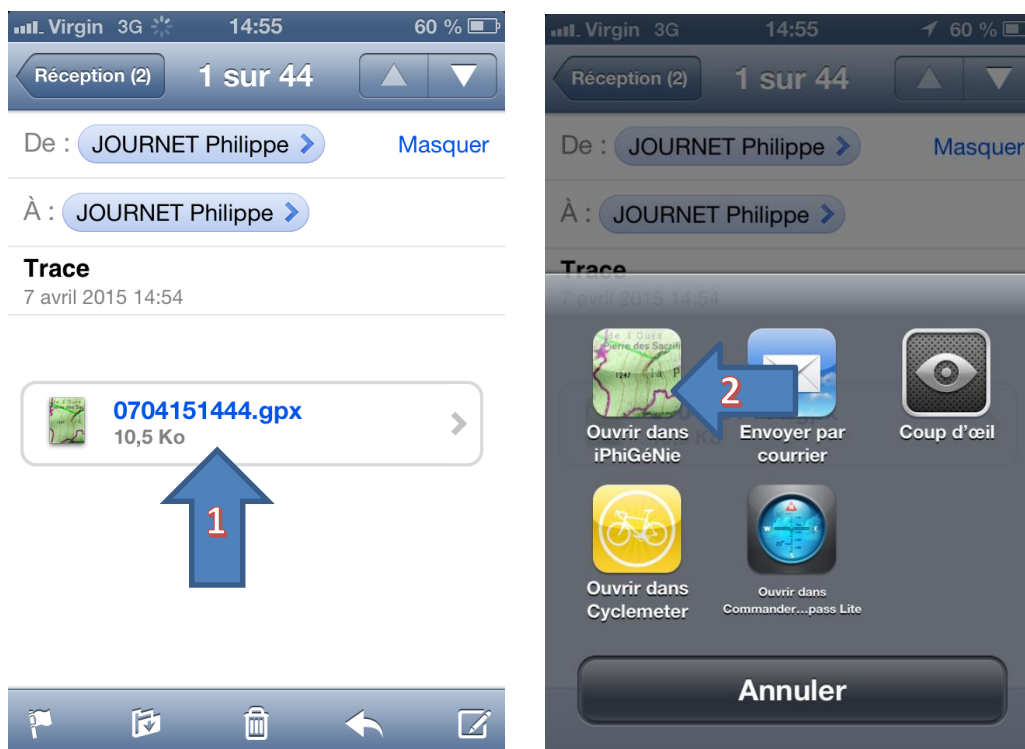 Virgin 3G 14:55 60 %
Réception (2) 1 sur 44
De : JOURNET Philippe Masquer
À : JOURNET Philippe
Trace
7 avril 2015 14:54
0704151444.gpx
10,5 Ko
1
Virgin 3G 14:55 60 %
Réception (2) 1 sur 44
De : JOURNET Philippe Masquer
À : JOURNET Philippe
Trace
7 avril 2015 14:54
2
Ouvrir dans
iPhiGéNie
Envoyer par
courrier
Coup d'œil
Ouvrir dans
Cyclemeter
Ouvrir dans
Commander...pass Lite
Annuler